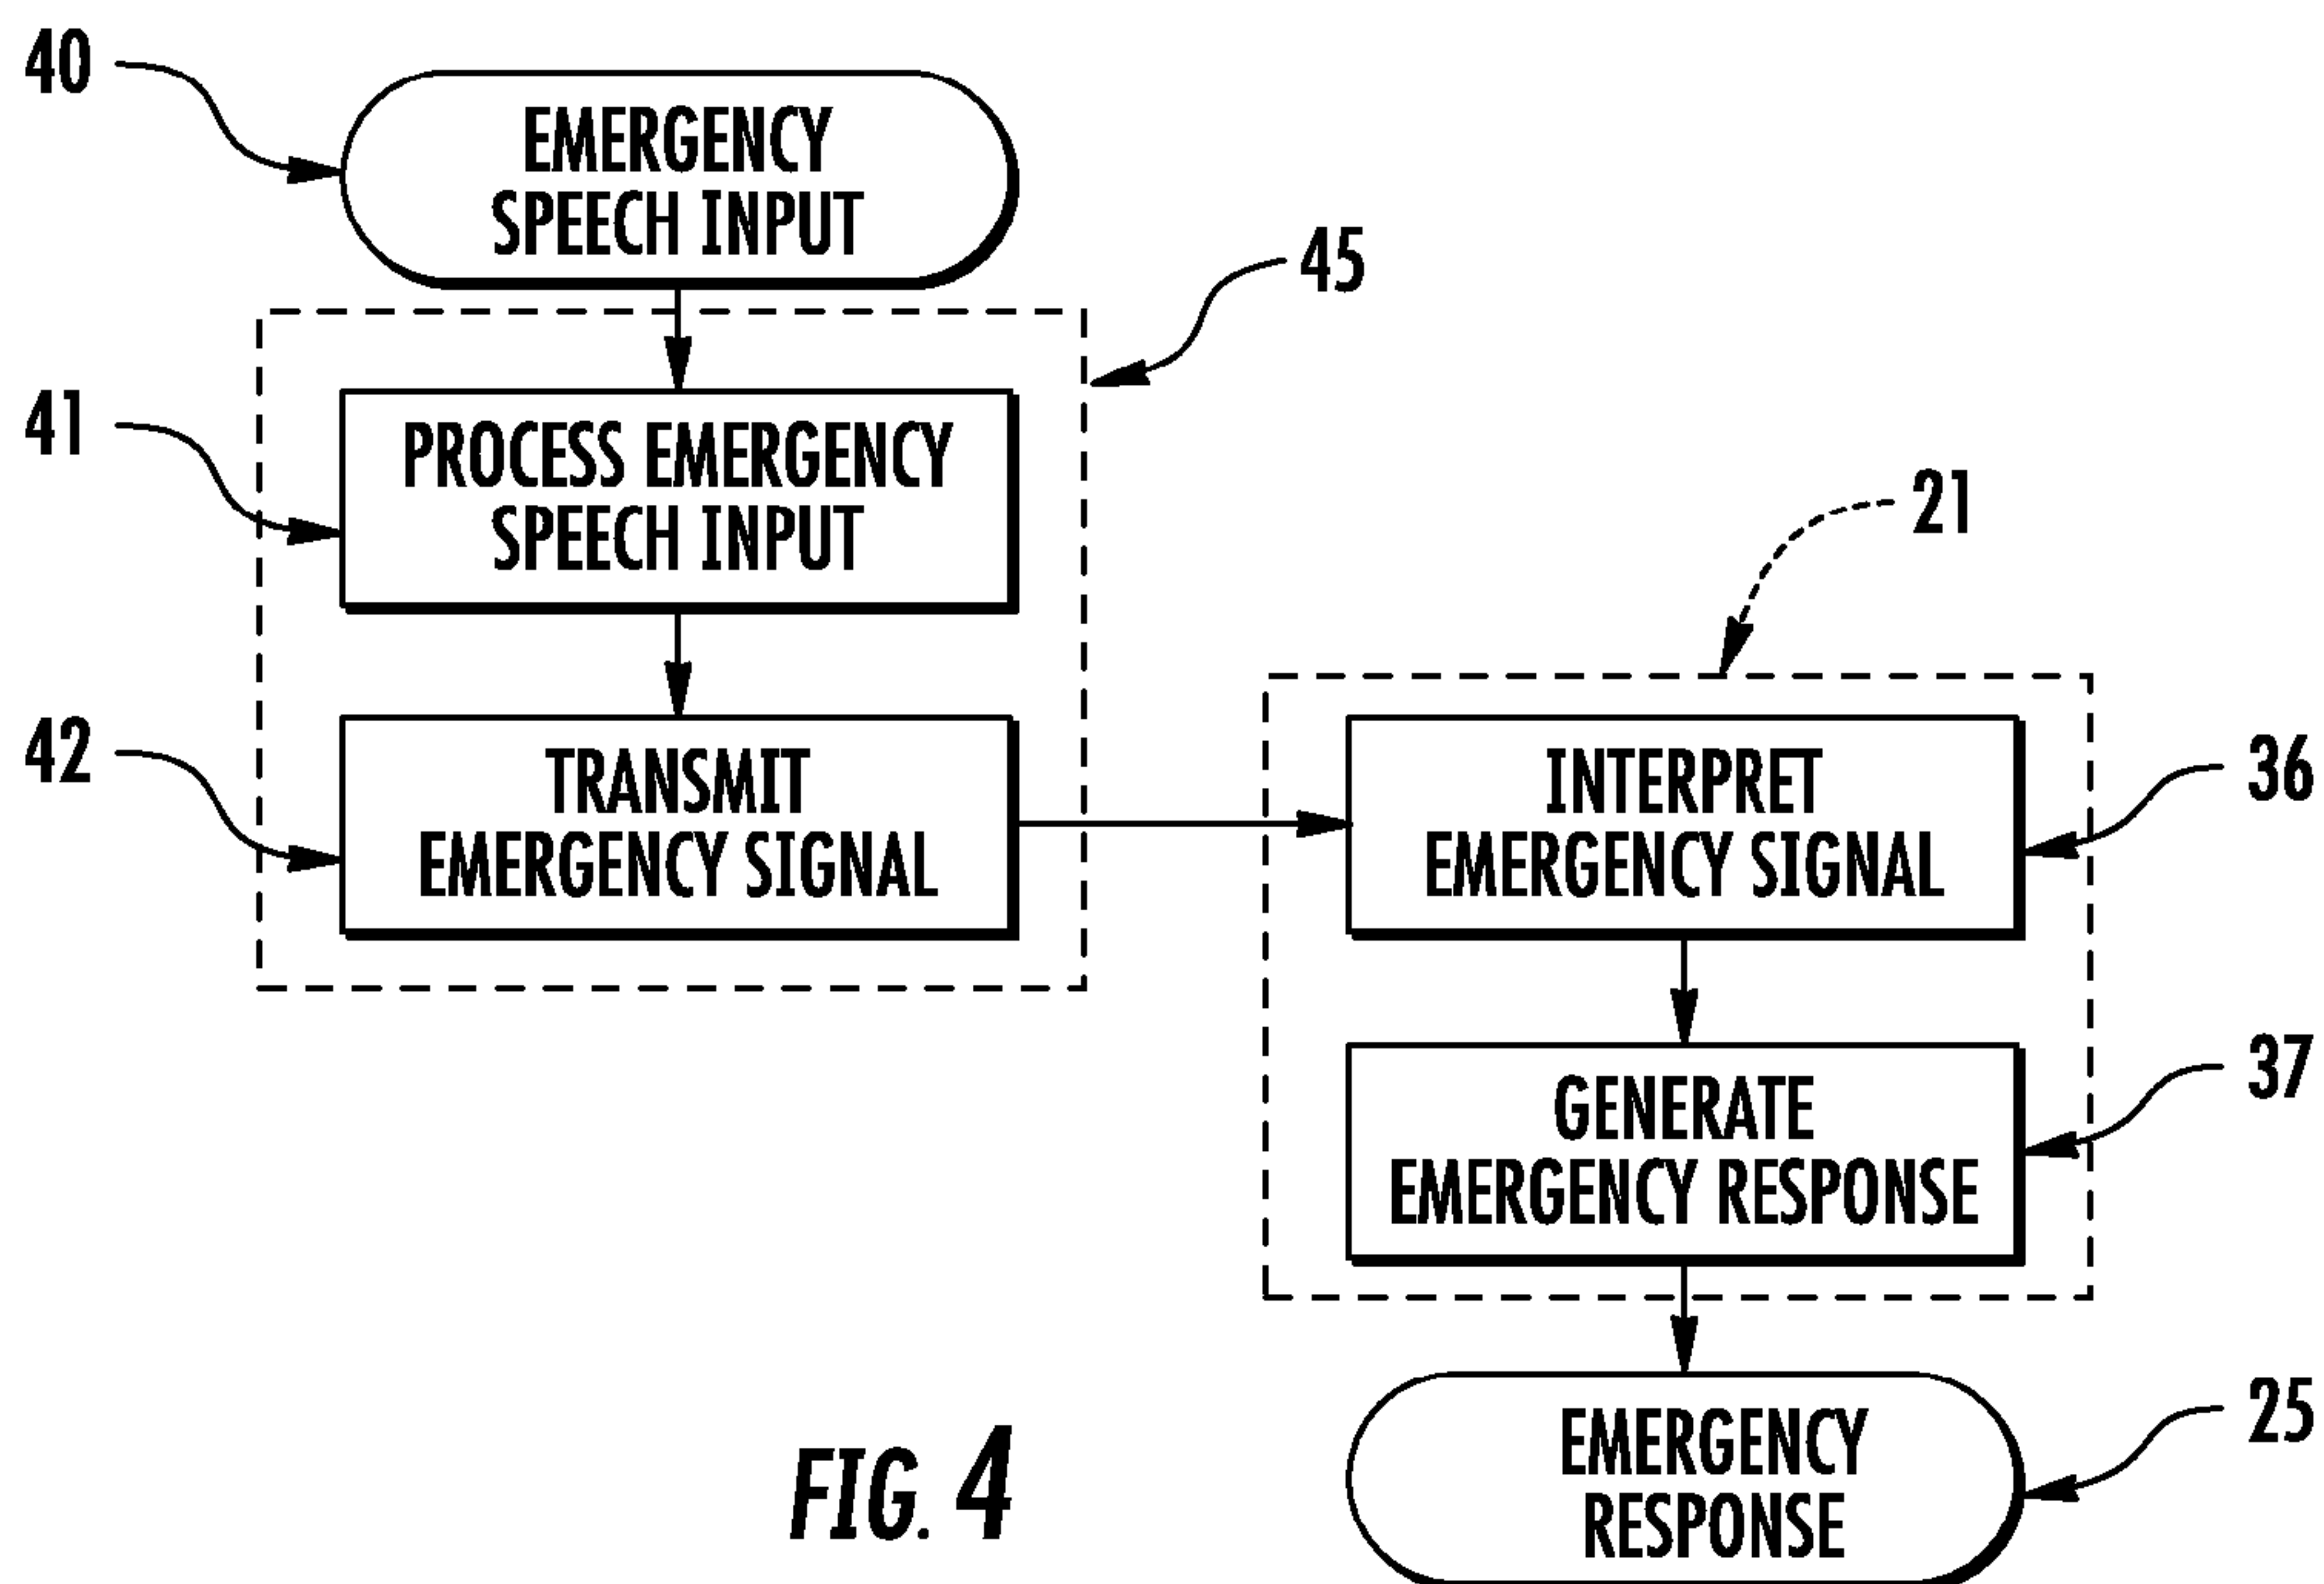 40
EMERGENCY
SPEECH INPUT
45
41
PROCESS EMERGENCY
SPEECH INPUT
42
TRANSMIT
EMERGENCY SIGNAL
21
INTERPRET
EMERGENCY SIGNAL
36
GENERATE
EMERGENCY RESPONSE
37
EMERGENCY
RESPONSE
25
FIG. 4